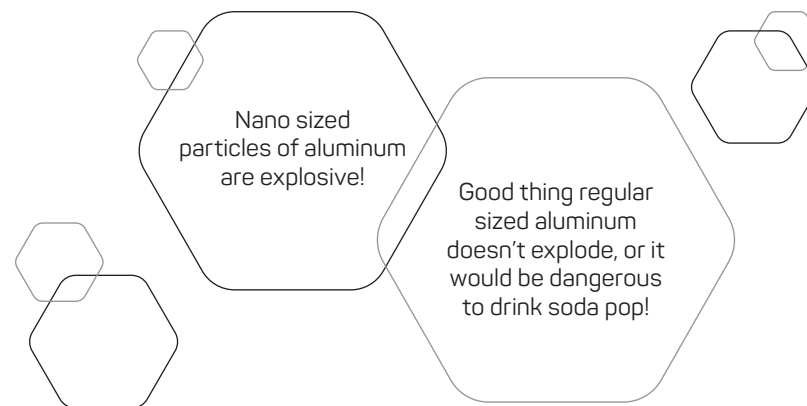 Nano sized
particles of aluminum
are explosive!
Good thing regular
sized aluminum
doesn't explode, or it
would be dangerous
to drink soda pop!